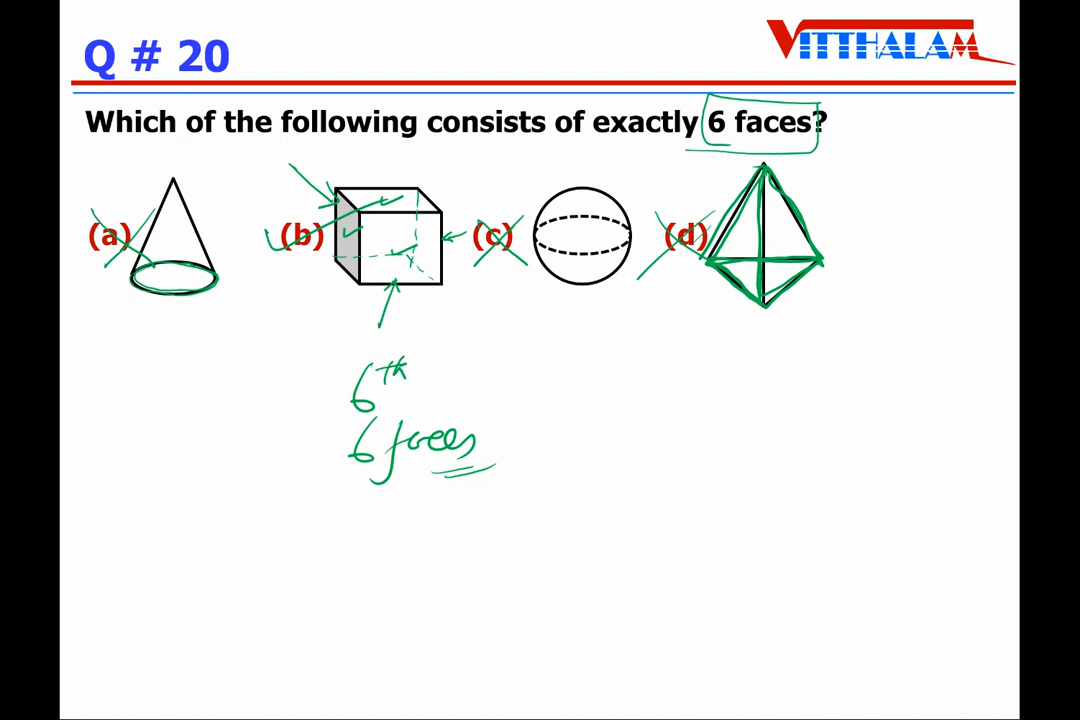 Q # 20
VITTHALAM
Which of the following consists of exactly 6 faces?
(a) (b) (c) (d)
6th
6 faces